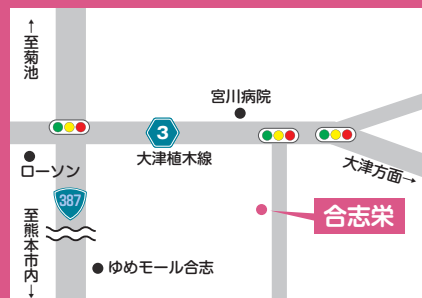 ↑至菊池
宮川病院
3
大津植木線
ローソン
大津方面→
387
合志栄
至熊本市内↓
ゆめモール合志